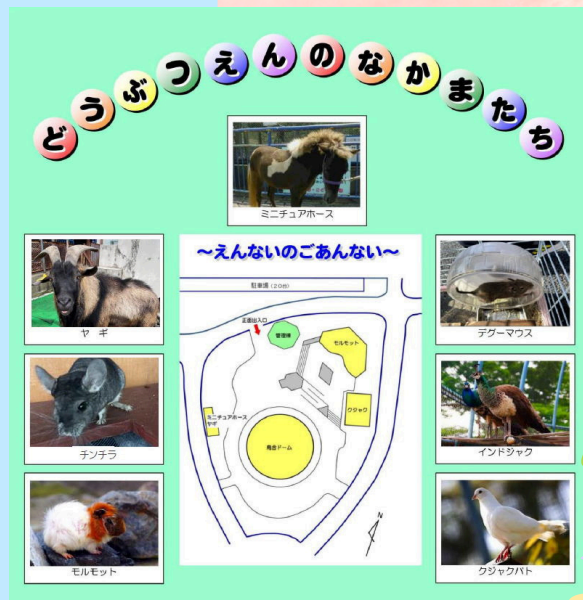 どうぶつえんのなかまたち
ミニチュアホース
～えんないのごあんない～
ヤギ
チンチラ
モルモット
駐車場（20台）
正面出入口
管理棟
モルモット
クジャク
ミニチュアホース
ヤギ
鳥舎ドーム
N
デグーマウス
インドジャク
クジャクバト